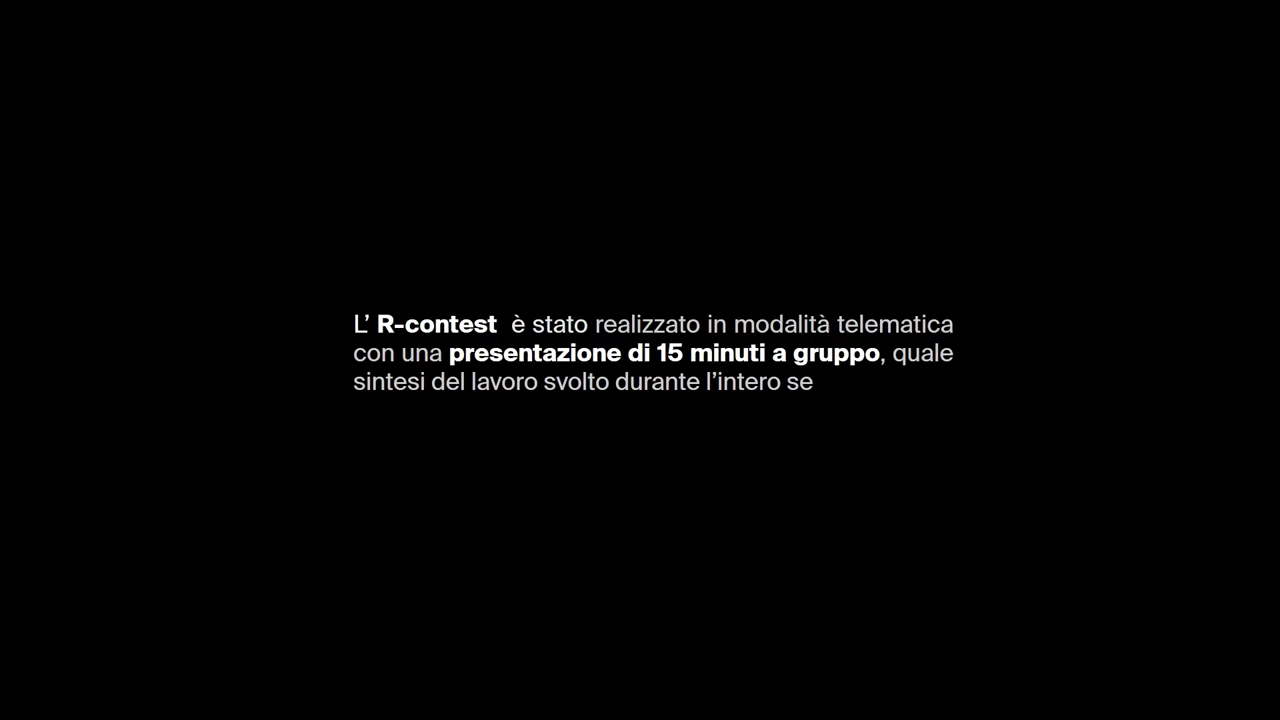 L’ R-contest è stato realizzato in modalità telematica
con una presentazione di 15 minuti a gruppo, quale
sintesi del lavoro svolto durante l’intero se